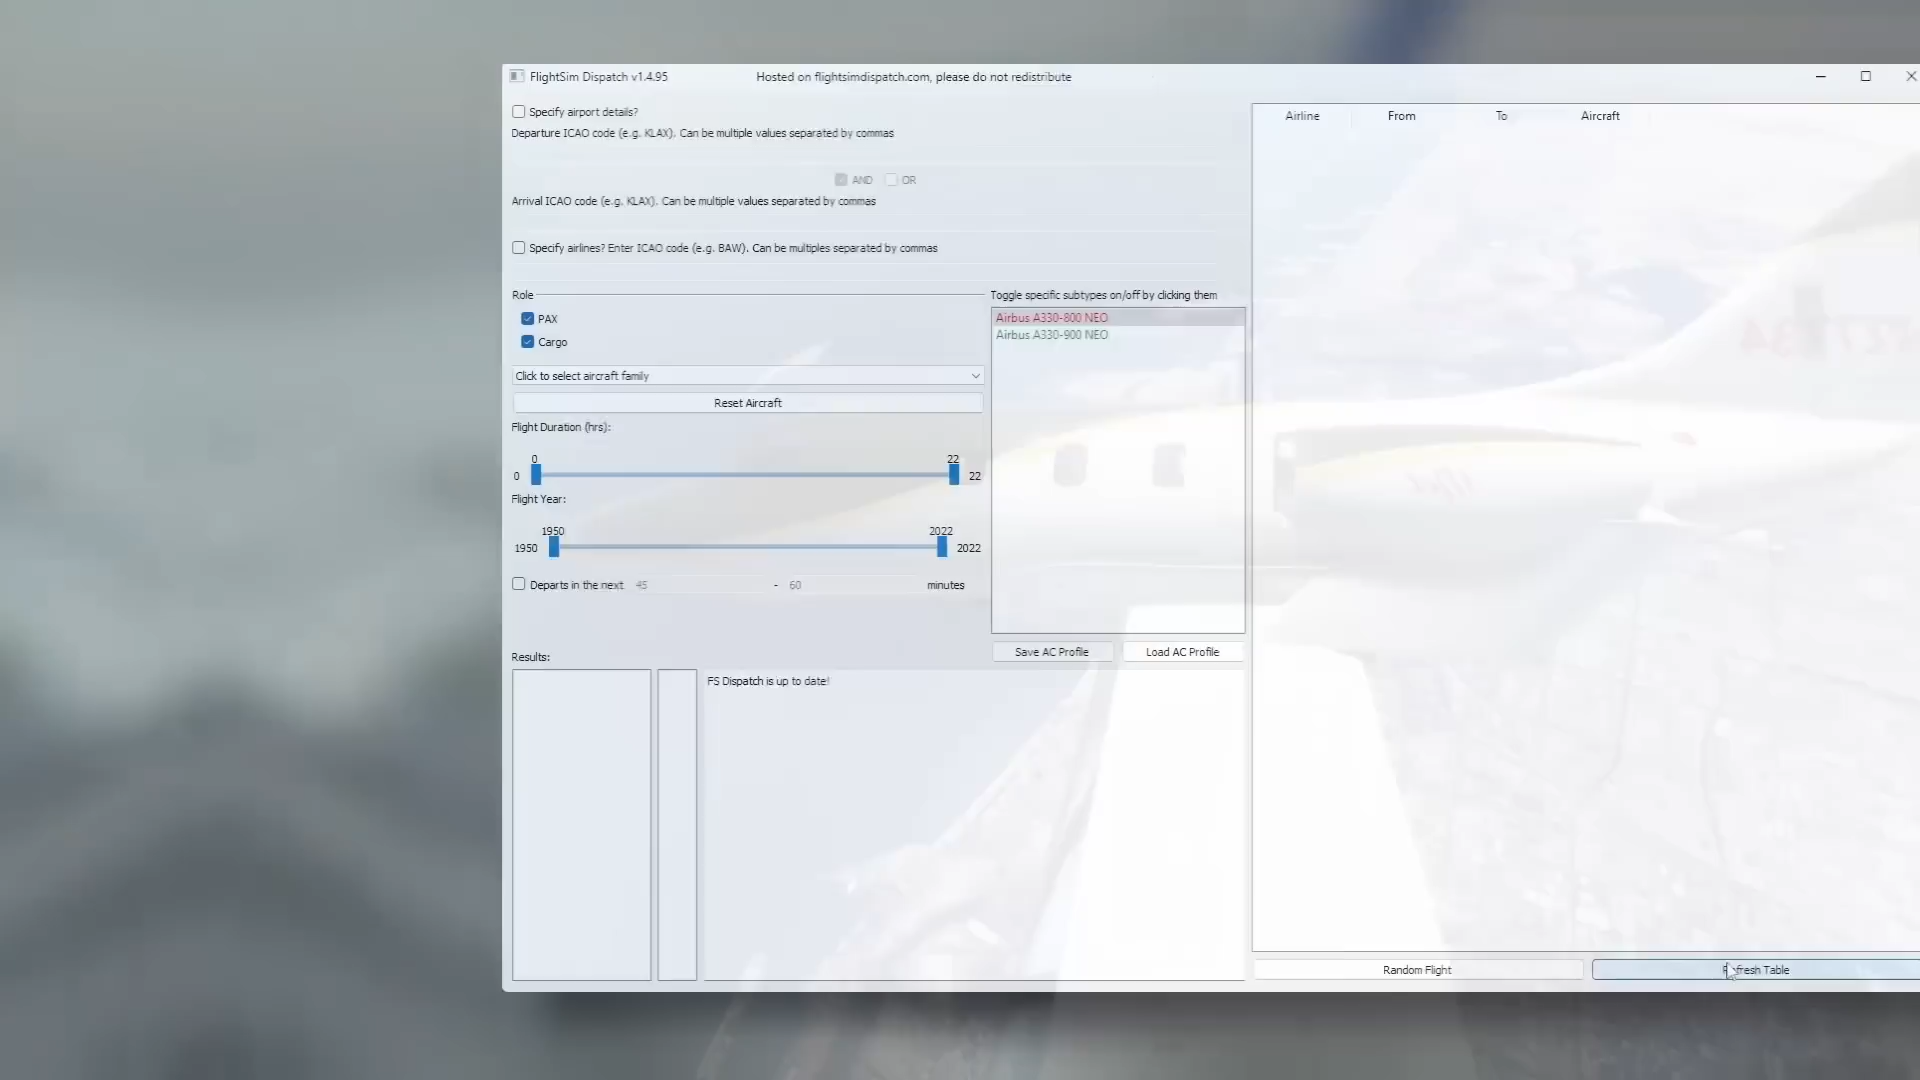 FlightSim Dispatch v1.4.95
Hosted on flightsimdispatch.com, please do not redistribute
Specify airport details?
Departure ICAO code (e.g. KLAX). Can be multiple values separated by commas
AND OR
Arrival ICAO code (e.g. KLAX). Can be multiple values separated by commas
Specify airlines? Enter ICAO code (e.g. BAW). Can be multiples separated by commas
Role
PAX
Cargo
Click to select aircraft family
Reset Aircraft
Flight Duration (hrs):
0 22
0 22
Flight Year:
1950 2022
1950 2022
Departs in the next 45 - 60 minutes
Toggle specific subtypes on/off by clicking them
Airbus A330-800 NEO
Airbus A330-900 NEO
Save AC Profile Load AC Profile
Results:
FS Dispatch is up to date!
Airline From To Aircraft
Random Flight Refresh Table